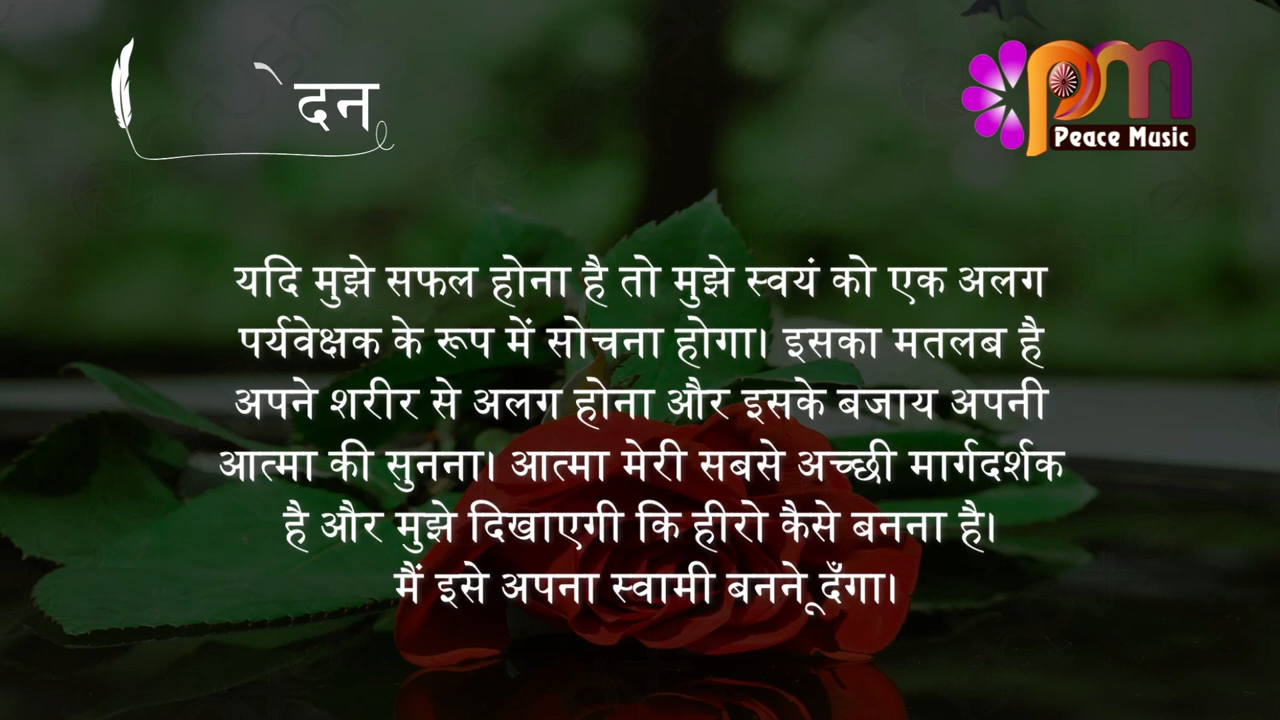 पम Peace Music
यदि मुझे सफल होना है तो मुझे स्वयं को एक अलग
पर्यवेक्षक के रूप में सोचना होगा। इसका मतलब है
अपने शरीर से अलग होना और इसके बजाय अपनी
आत्मा की सुनना। आत्मा मेरी सबसे अच्छी मार्गदर्शक
है और मुझे दिखाएगी कि हीरो कैसे बनना है।
मैं इसे अपना स्वामी बनने दूँगा।